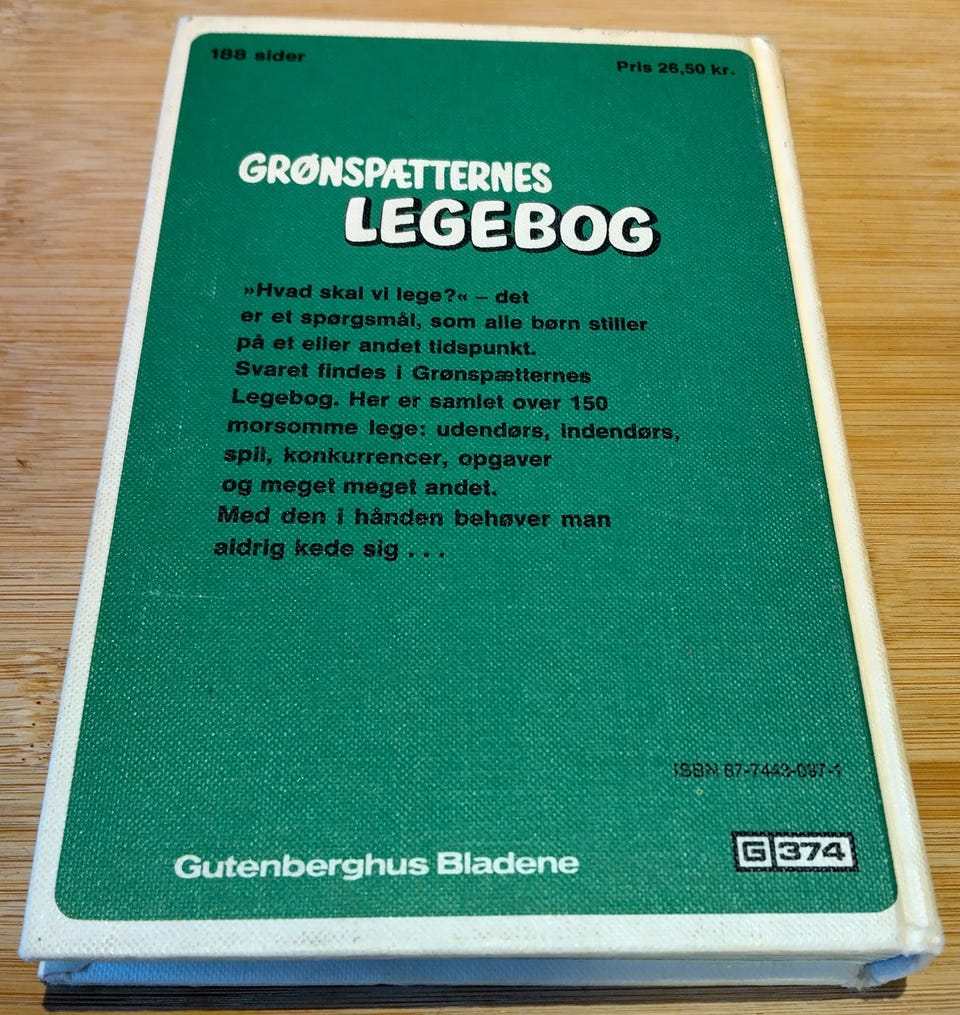 188 sider
Pris 26,50 kr.
GRØNSPÆTTERNES
LEGEBOG
»Hvad skal vi lege?« – det
er et spørgsmål, som alle børn stiller
på et eller andet tidspunkt.
Svaret findes i Grønspætternes
Legebog. Her er samlet over 150
morsomme lege: udendørs, indendørs,
spil, konkurrencer, opgaver
og meget meget andet.
Med den i hånden behøver man
aldrig kede sig . . .
ISBN 87-7443-097-1
Gutenberghus Bladene
G 374